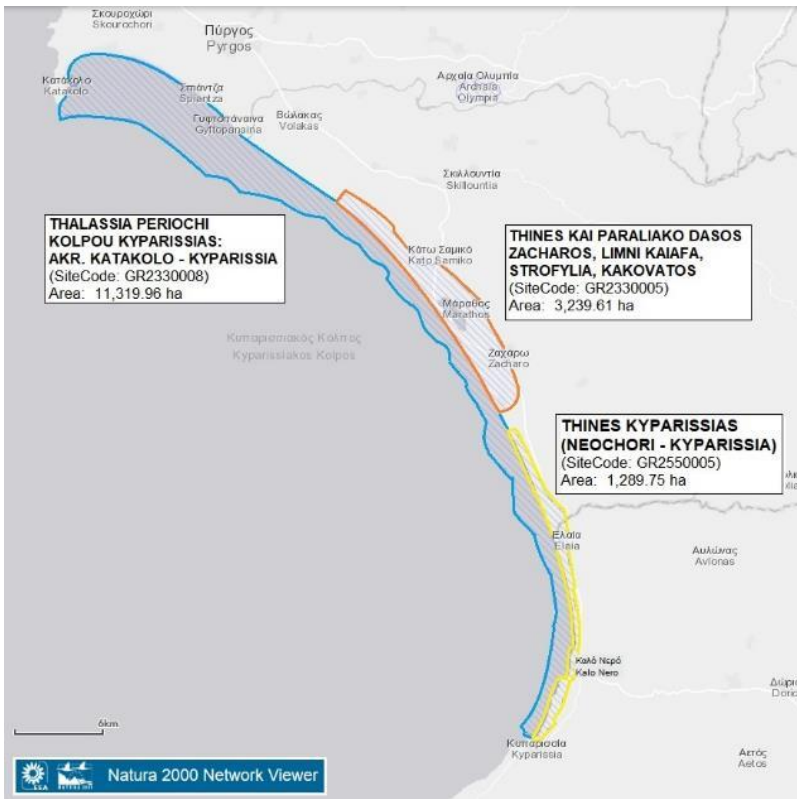 Σκουροχώρι
Skourochori
Πύργος
Pyrgos
Κατάκολο
Katakolo
Σπιάντζα
Spiantza
Αρχαία Ολυμπία
Archaia
Olympia
Γυφτοπάναινα
Gyftopanaina
Βώλακας
Volakas
Σκιλλουντία
Skillountia
THALASSIA PERIOCHI
KOLPOU KYPARISSIAS:
AKR. KATAKOLO - KYPARISSIA
(SiteCode: GR2330008)
Area: 11,319.96 ha
THINES KAI PARALIAKO DASOS
ZACHAROS, LIMNI KAIAFA,
STROFYLIA, KAKOVATOS
(SiteCode: GR2330005)
Area: 3,239.61 ha
Κάτω Σαμικό
Kato Samiko
Μάραθος
Marathos
Κυπαρισσιακός Κόλπος
Kyparissiakos Kolpos
Ζαχάρω
Zacharo
THINES KYPARISSIAS
(NEOCHORI - KYPARISSIA)
(SiteCode: GR2550005)
Area: 1,289.75 ha
Ελαία
Elaia
Αυλώνας
Avlonas
Καλό Νερό
Kalo Nero
Δώριο
Dorio
6km
Κυπαρισσία
Kyparissia
Αετός
Aetos
EEA
NATURA 2000
Natura 2000 Network Viewer